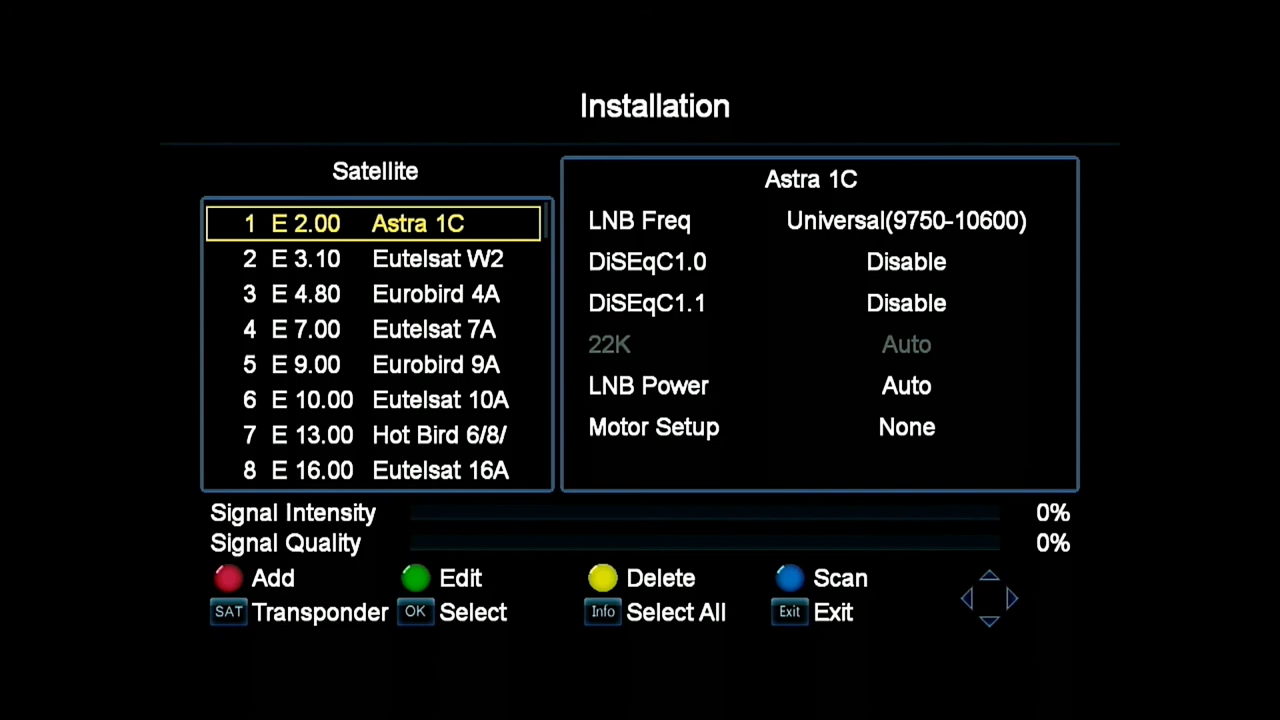 Installation
Satellite
1 E 2.00 Astra 1C
2 E 3.10 Eutelsat W2
3 E 4.80 Eurobird 4A
4 E 7.00 Eutelsat 7A
5 E 9.00 Eurobird 9A
6 E 10.00 Eutelsat 10A
7 E 13.00 Hot Bird 6/8/
8 E 16.00 Eutelsat 16A
Astra 1C
LNB Freq Universal(9750-10600)
DiSEqC1.0 Disable
DiSEqC1.1 Disable
22K Auto
LNB Power Auto
Motor Setup None
Signal Intensity 0%
Signal Quality 0%
Add Edit Delete Scan
SAT Transponder OK Select Info Select All Exit Exit